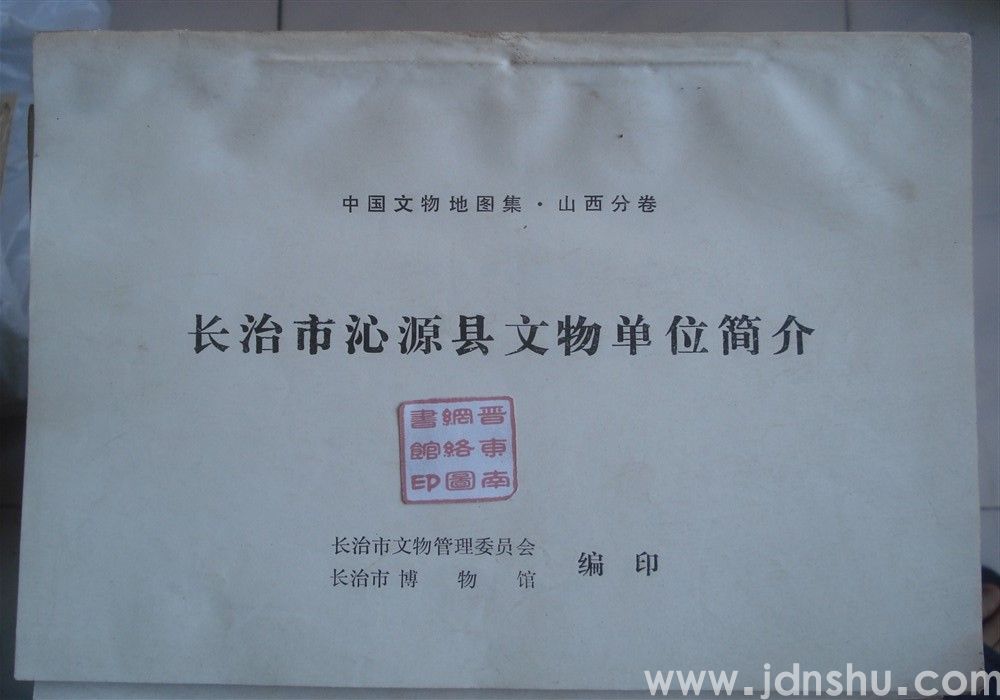 中国文物地图集·山西分卷
长治市沁源县文物单位简介
晋東南
網絡圖
書館印
长治市文物管理委员会
长治市博物馆
编印
www.jdnshu.com